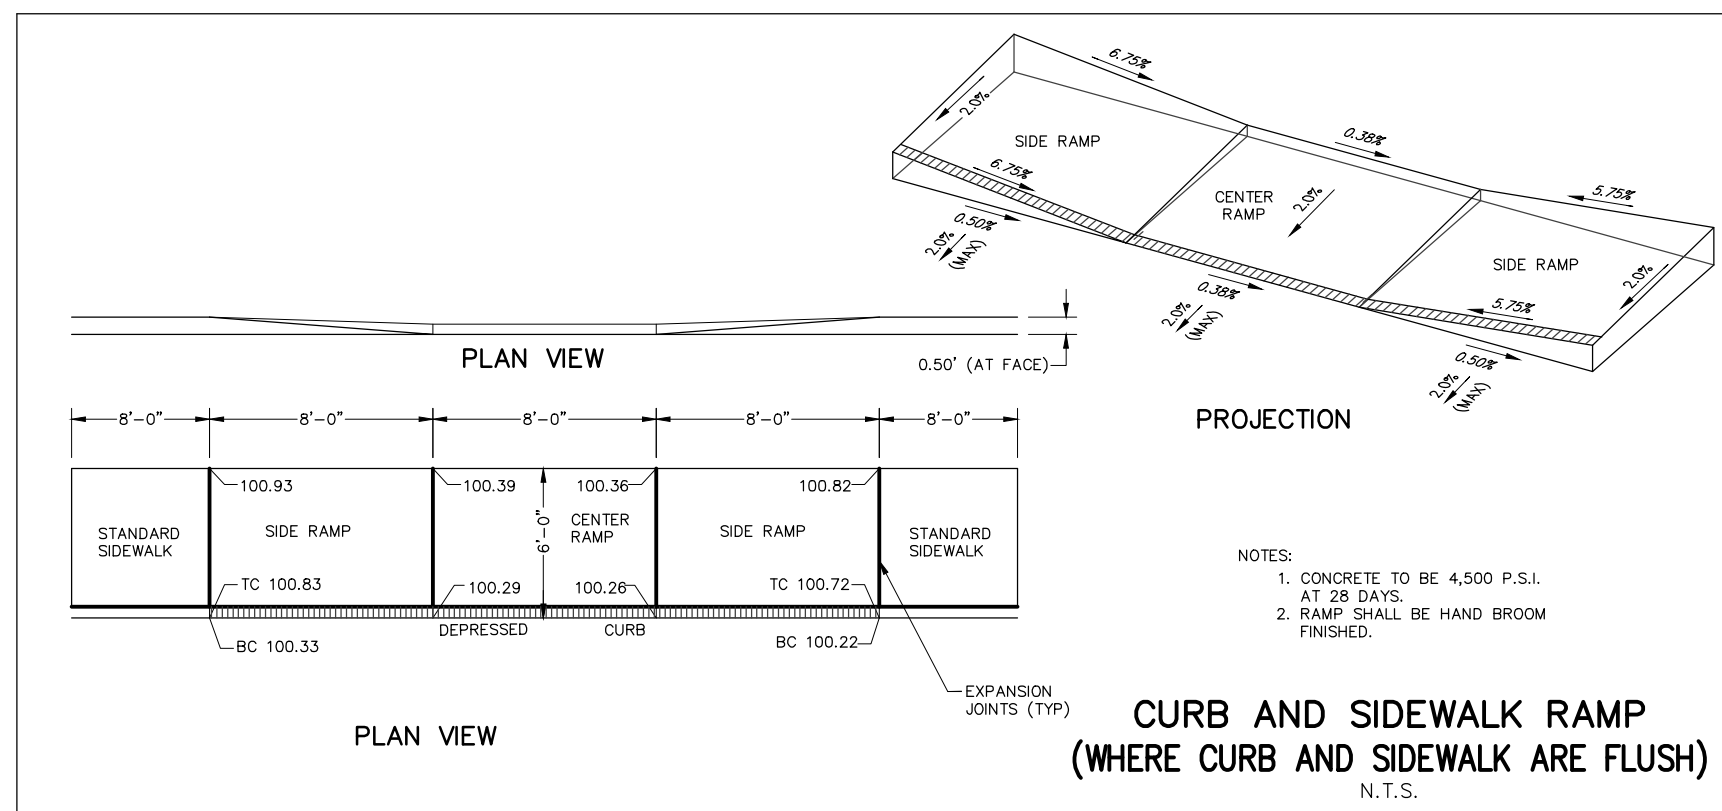 6.75%
2.0%
SIDE RAMP
0.38%
6.75%
5.75%
CENTER
RAMP
2.0%
0.50%
2.0%
(MAX)
SIDE RAMP
2.0%
0.38%
2.0%
(MAX)
5.75%
0.50%
2.0%
(MAX)
PROJECTION
PLAN VIEW
0.50' (AT FACE)
8'-0" 8'-0" 8'-0" 8'-0" 8'-0"
100.93 100.39 100.36 100.82
STANDARD
SIDEWALK
SIDE RAMP
6'-0"
CENTER
RAMP
SIDE RAMP
STANDARD
SIDEWALK
TC 100.83 100.29 100.26 TC 100.72
DEPRESSED CURB
BC 100.33 BC 100.22
EXPANSION
JOINTS (TYP)
PLAN VIEW
NOTES:
1. CONCRETE TO BE 4,500 P.S.I.
AT 28 DAYS.
2. RAMP SHALL BE HAND BROOM
FINISHED.
CURB AND SIDEWALK RAMP
(WHERE CURB AND SIDEWALK ARE FLUSH)
N.T.S.